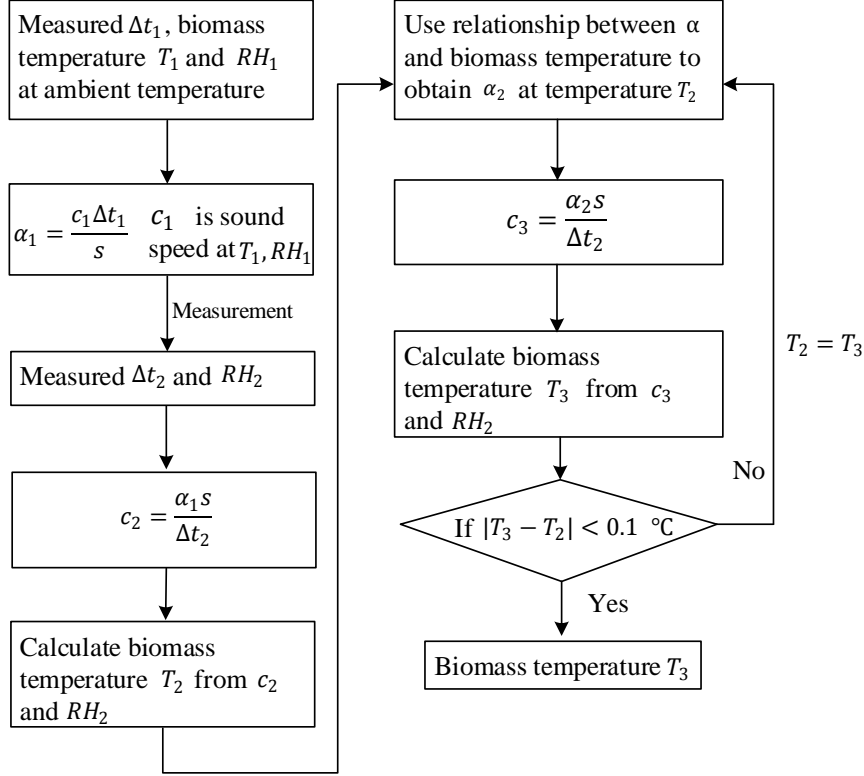 Measured Δt₁, biomass
temperature T₁ and RH₁
at ambient temperature
α₁ = c₁Δt₁/s c₁ is sound
speed at T₁, RH₁
Measurement
Measured Δt₂ and RH₂
c₂ = α₁s/Δt₂
Calculate biomass
temperature T₂ from c₂
and RH₂
Use relationship between α
and biomass temperature to
obtain α₂ at temperature T₂
c₃ = α₂s/Δt₂
Calculate biomass
temperature T₃ from c₃
and RH₂
T₂ = T₃
No
If |T₃ − T₂| < 0.1 ℃
Yes
Biomass temperature T₃